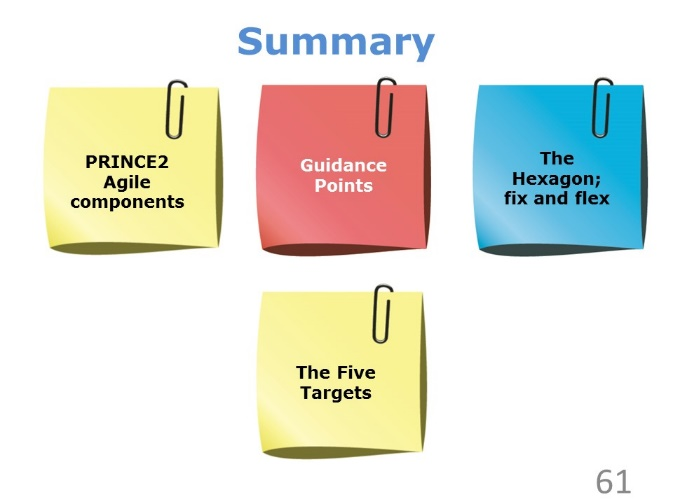 Summary
PRINCE2
Agile
components
Guidance
Points
The
Hexagon;
fix and flex
The Five
Targets
61